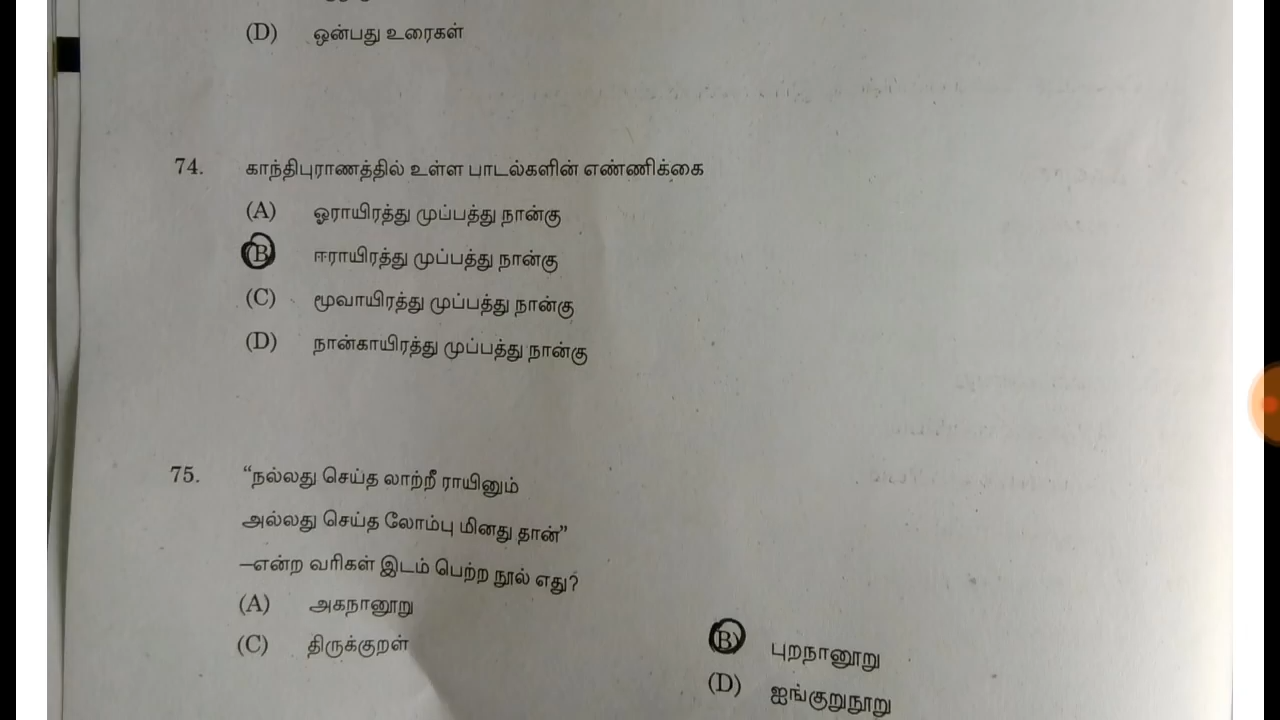 (D) ஒன்பது உரைகள்
74. காந்திபுராணத்தில் உள்ள பாடல்களின் எண்ணிக்கை
(A) ஓராயிரத்து முப்பத்து நான்கு
(B) ஈராயிரத்து முப்பத்து நான்கு
(C) மூவாயிரத்து முப்பத்து நான்கு
(D) நான்காயிரத்து முப்பத்து நான்கு
75. “நல்லது செய்த லாற்றீ ராயினும்
அல்லது செய்த லோம்பு மினது தான்”
—என்ற வரிகள் இடம் பெற்ற நூல் எது?
(A) அகநானூறு
(B) புறநானூறு
(C) திருக்குறள்
(D) ஐங்குறுநூறு